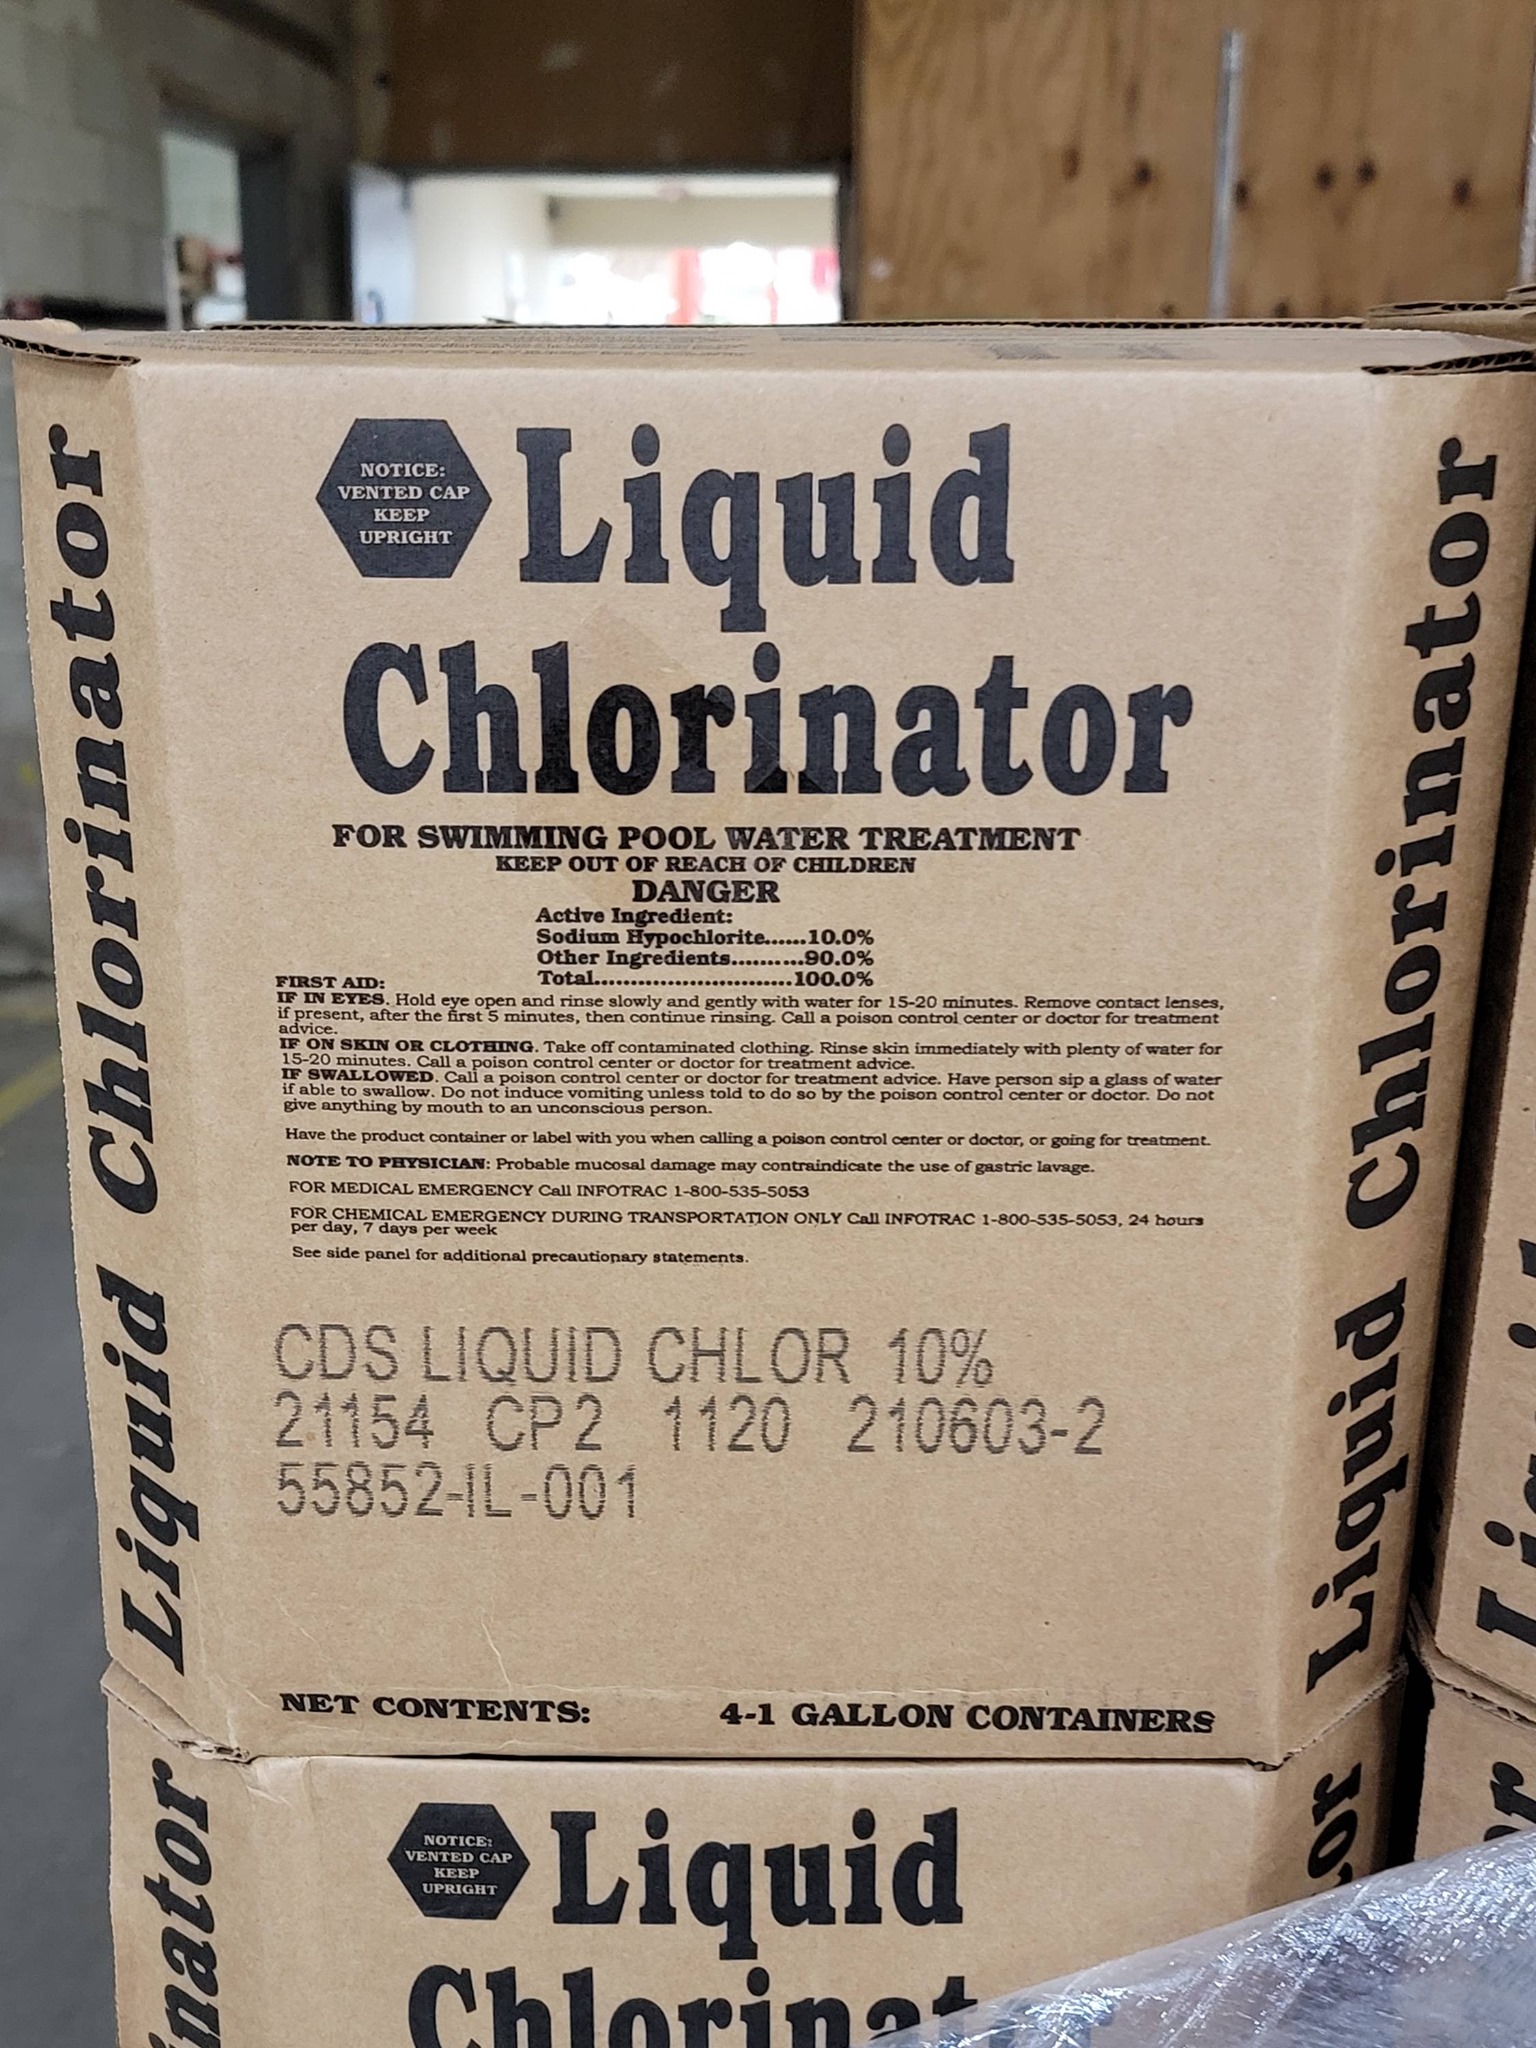 NOTICE:
VENTED CAP
KEEP
UPRIGHT
Liquid
Chlorinator
FOR SWIMMING POOL WATER TREATMENT
KEEP OUT OF REACH OF CHILDREN
DANGER
Active Ingredient:
Sodium Hypochlorite......10.0%
Other Ingredients..........90.0%
Total............................100.0%
FIRST AID:
IF IN EYES. Hold eye open and rinse slowly and gently with water for 15-20 minutes. Remove contact lenses,
if present, after the first 5 minutes, then continue rinsing. Call a poison control center or doctor for treatment
advice.
IF ON SKIN OR CLOTHING. Take off contaminated clothing. Rinse skin immediately with plenty of water for
15-20 minutes. Call a poison control center or doctor for treatment advice.
IF SWALLOWED. Call a poison control center or doctor for treatment advice. Have person sip a glass of water
if able to swallow. Do not induce vomiting unless told to do so by the poison control center or doctor. Do not
give anything by mouth to an unconscious person.
Have the product container or label with you when calling a poison control center or doctor, or going for treatment.
NOTE TO PHYSICIAN: Probable mucosal damage may contraindicate the use of gastric lavage.
FOR MEDICAL EMERGENCY Call INFOTRAC 1-800-535-5053
FOR CHEMICAL EMERGENCY DURING TRANSPORTATION ONLY Call INFOTRAC 1-800-535-5053, 24 hours
per day, 7 days per week
See side panel for additional precautionary statements.
CDS LIQUID CHLOR 10%
21154 CP2 1120 210603-2
55852-IL-001
NET CONTENTS: 4-1 GALLON CONTAINERS
Liquid Chlorinator
Liquid Chlorinator
NOTICE:
VENTED CAP
KEEP
UPRIGHT
Liquid
Chlorinat
inator
or
Li